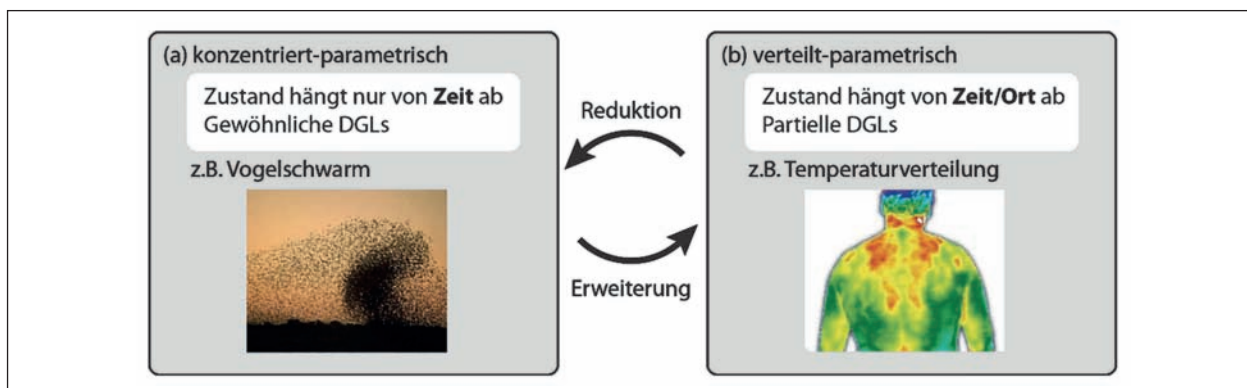 (a) konzentriert-parametrisch
Zustand hängt nur von Zeit ab
Gewöhnliche DGLs
z.B. Vogelschwarm
Reduktion
Erweiterung
(b) verteilt-parametrisch
Zustand hängt von Zeit/Ort ab
Partielle DGLs
z.B. Temperaturverteilung